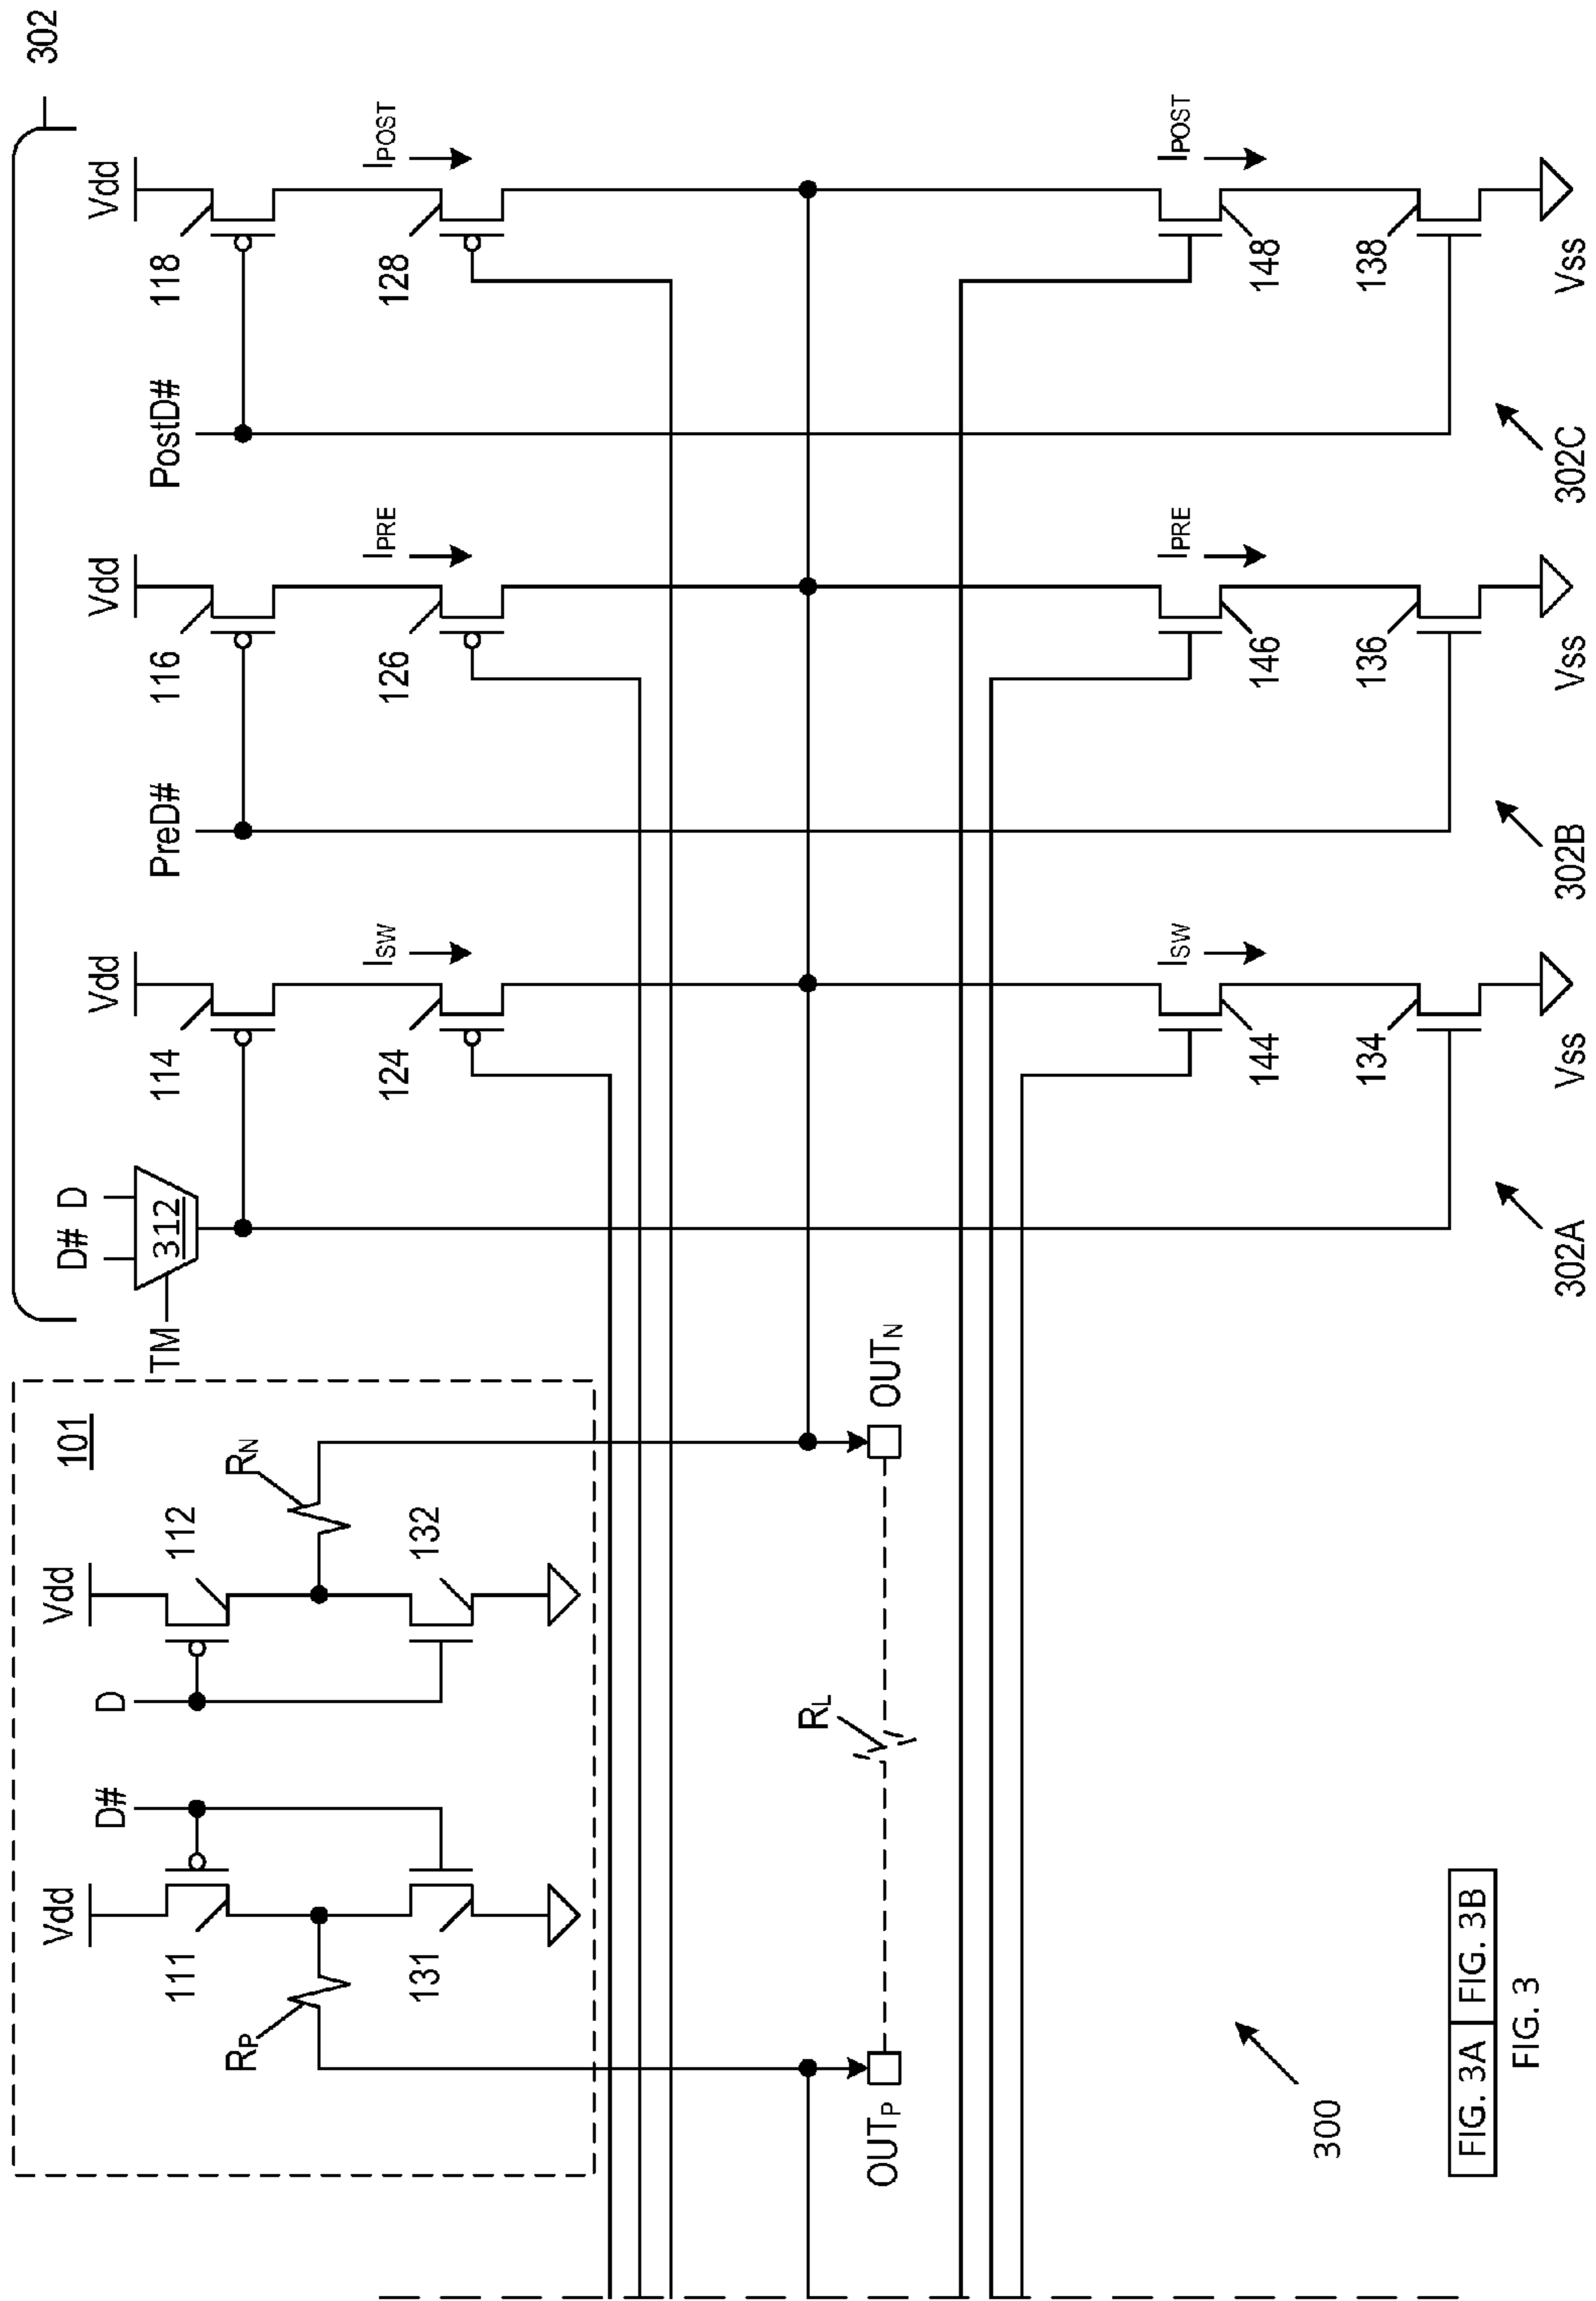 302
101
Vdd
Vdd
D#
D
111
112
131
132
RP
RN
TM
D#
D
312
Vdd
Vdd
Vdd
114
PreD#
116
PostD#
118
124
ISW
126
IPRE
128
IPOST
OUTP
RL
OUTN
144
ISW
146
IPRE
148
IPOST
134
136
138
Vss
Vss
Vss
302A
302B
302C
300
FIG. 3A
FIG. 3B
FIG. 3